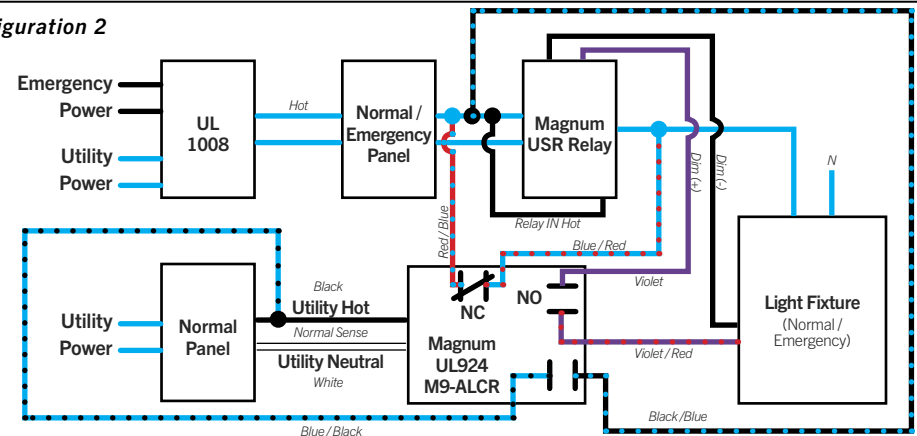 figuration 2
Emergency
Power
Utility
Power
UL
1008
Hot
Normal /
Emergency
Panel
Magnum
USR Relay
Dim (+)
Dim (-)
N
Relay IN Hot
Red / Blue
Blue / Red
Violet
Light Fixture
(Normal /
Emergency)
Utility
Power
Normal
Panel
Black
Utility Hot
Normal Sense
Utility Neutral
White
NC
NO
Magnum
UL924
M9-ALCR
Violet / Red
Black /Blue
Blue / Black